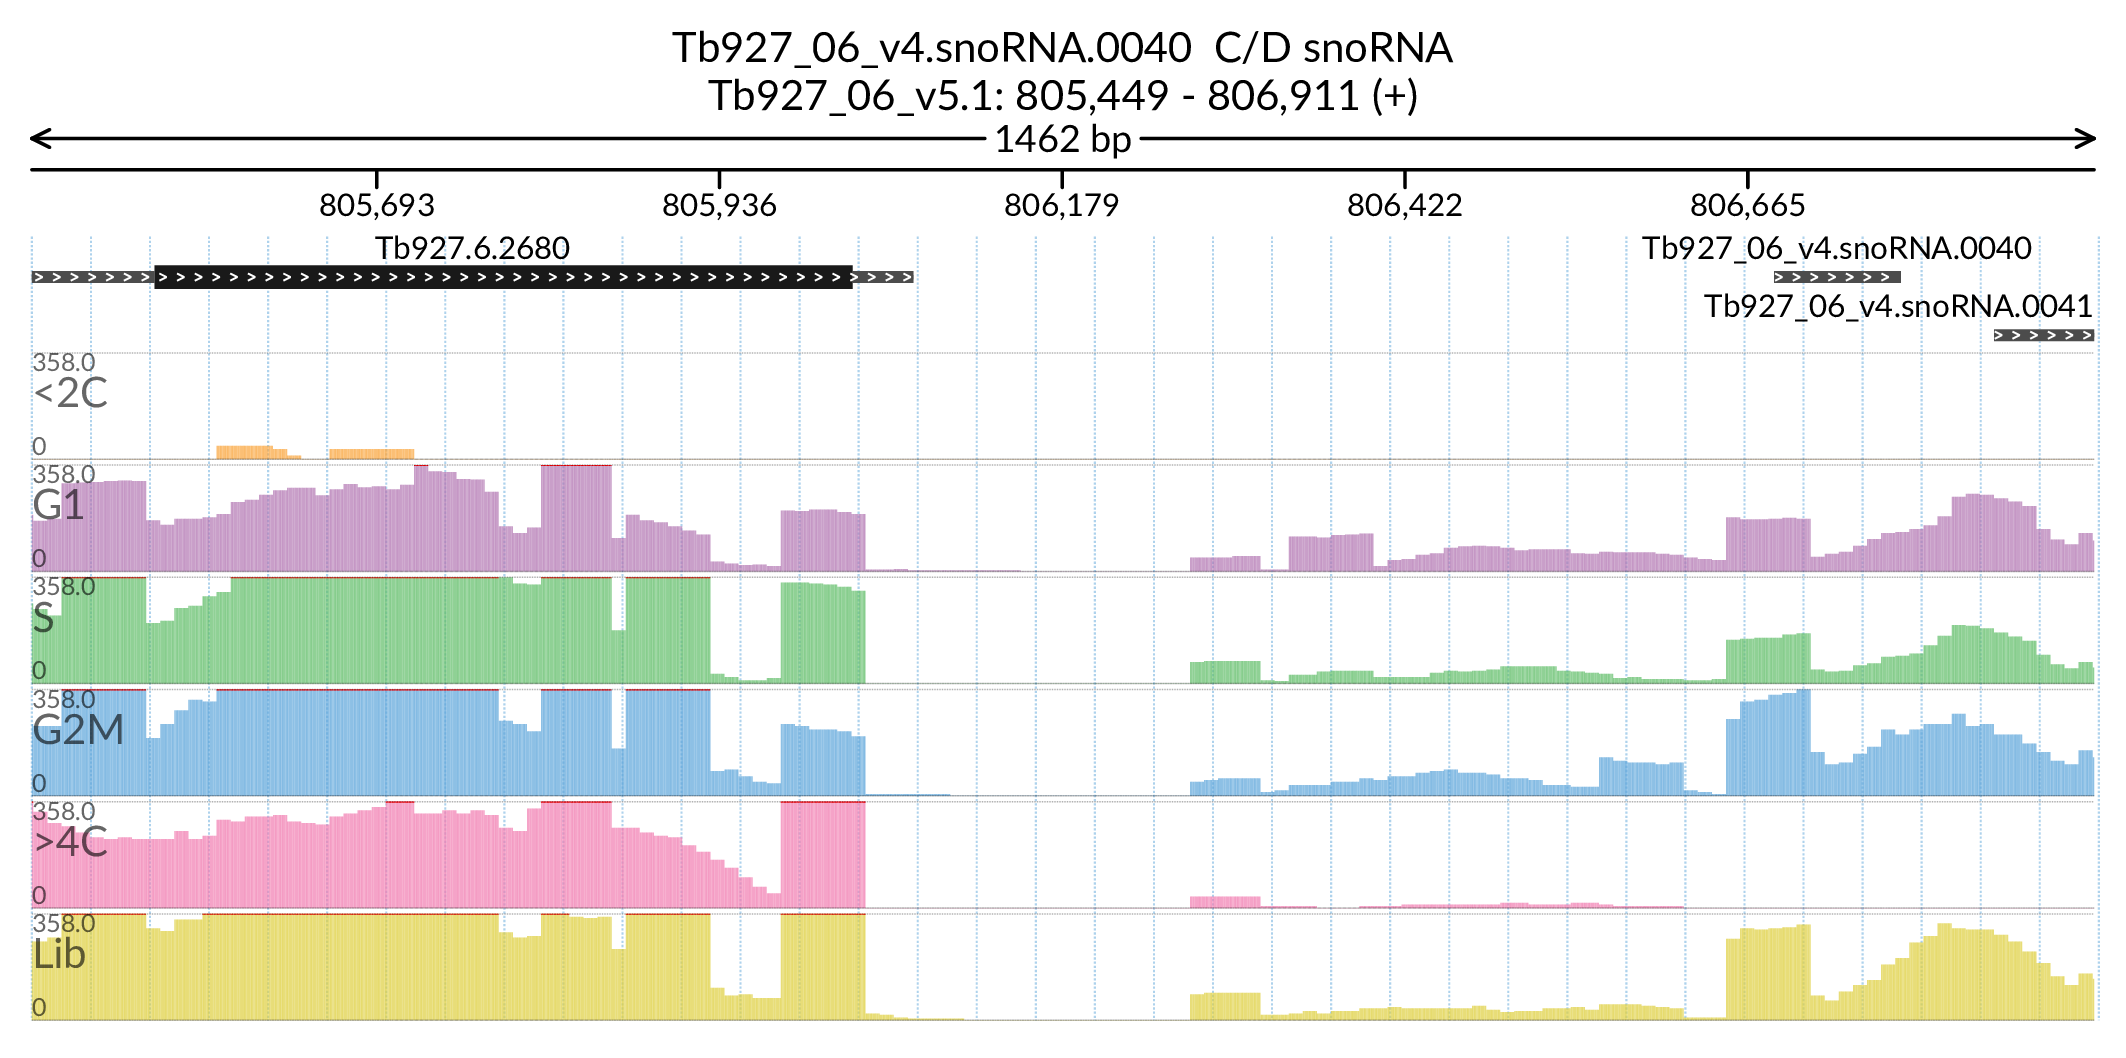 Tb927_06_v4.snoRNA.0040  C/D snoRNA
Tb927_06_v5.1: 805,449 - 806,911 (+)
1462 bp
805,693 805,936 806,179 806,422 806,665
Tb927.6.2680 Tb927_06_v4.snoRNA.0040
Tb927_06_v4.snoRNA.0041
358.0
<2C
0
358.0
G1
0
358.0
S
0
358.0
G2M
0
358.0
>4C
0
358.0
Lib
0